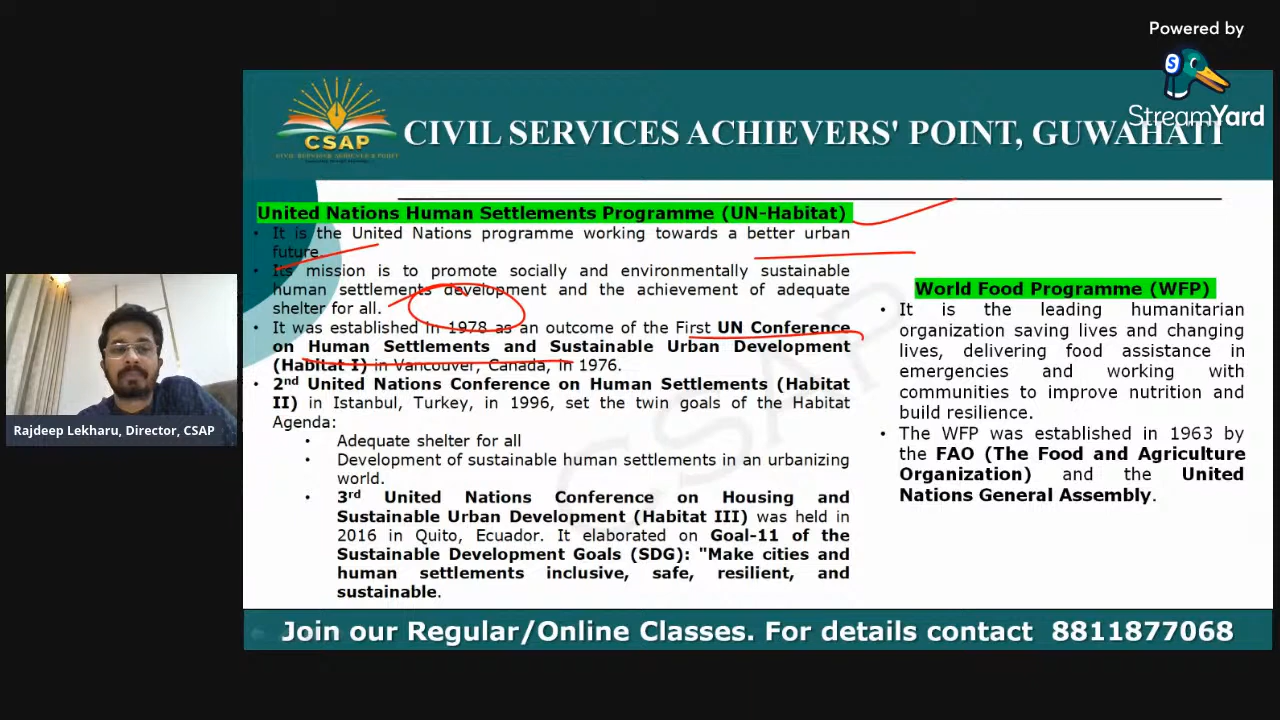 Powered by
StreamYard
CSAP
CIVIL SERVICES ACHIEVER'S POINT
CIVIL SERVICES ACHIEVERS' POINT, GUWAHATI
United Nations Human Settlements Programme (UN-Habitat)
• It is the United Nations programme working towards a better urban
future.
• Its mission is to promote socially and environmentally sustainable
human settlements development and the achievement of adequate
shelter for all.
• It was established in 1978 as an outcome of the First UN Conference
on Human Settlements and Sustainable Urban Development
(Habitat I) in Vancouver, Canada, in 1976.
• 2nd United Nations Conference on Human Settlements (Habitat
II) in Istanbul, Turkey, in 1996, set the twin goals of the Habitat
Agenda:
• Adequate shelter for all
• Development of sustainable human settlements in an urbanizing
world.
• 3rd United Nations Conference on Housing and
Sustainable Urban Development (Habitat III) was held in
2016 in Quito, Ecuador. It elaborated on Goal-11 of the
Sustainable Development Goals (SDG): "Make cities and
human settlements inclusive, safe, resilient, and
sustainable.
World Food Programme (WFP)
• It is the leading humanitarian
organization saving lives and changing
lives, delivering food assistance in
emergencies and working with
communities to improve nutrition and
build resilience.
• The WFP was established in 1963 by
the FAO (The Food and Agriculture
Organization) and the United
Nations General Assembly.
CSAP
Rajdeep Lekharu, Director, CSAP
Join our Regular/Online Classes. For details contact 8811877068